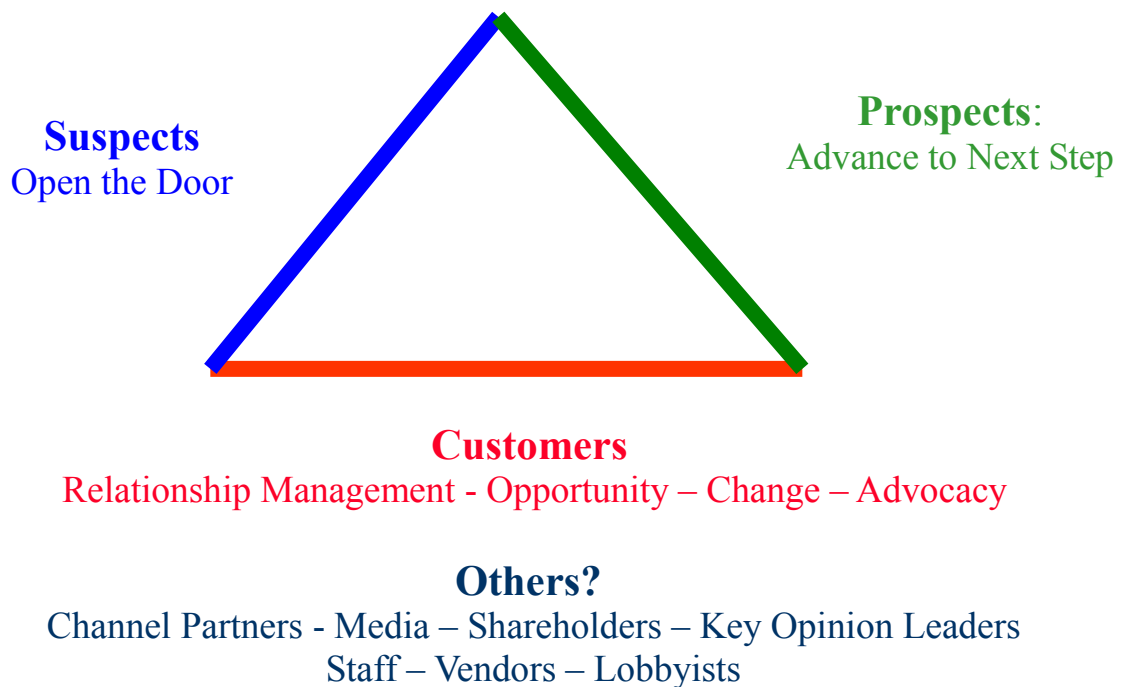 Suspects
Open the Door
Prospects:
Advance to Next Step
Customers
Relationship Management - Opportunity – Change – Advocacy
Others?
Channel Partners - Media – Shareholders – Key Opinion Leaders
Staff – Vendors – Lobbyists